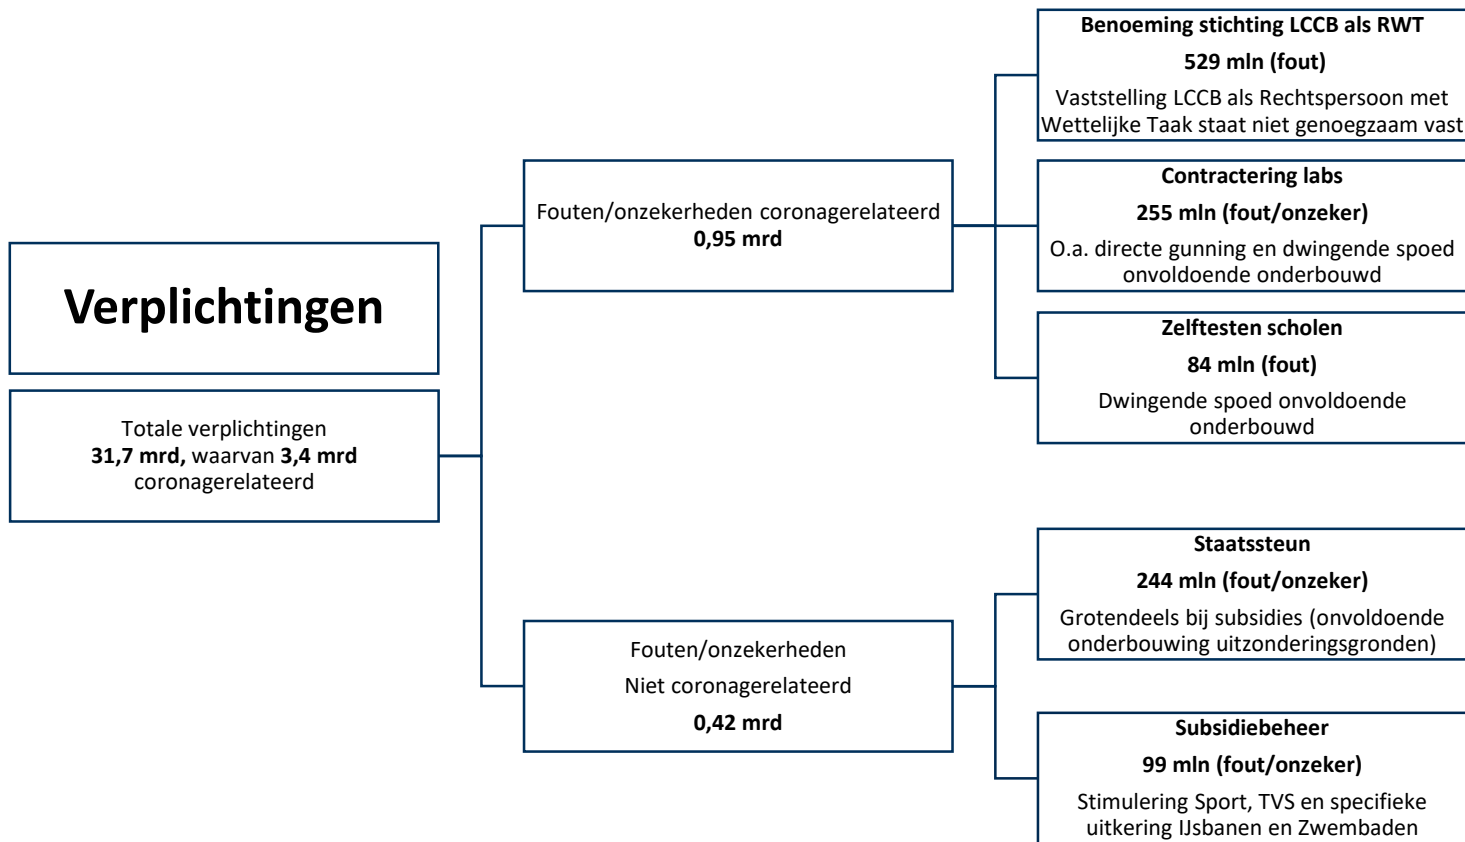 Verplichtingen
Totale verplichtingen
31,7 mrd, waarvan 3,4 mrd
coronagerelateerd
Fouten/onzekerheden coronagerelateerd
0,95 mrd
Benoeming stichting LCCB als RWT
529 mln (fout)
Vaststelling LCCB als Rechtspersoon met
Wettelijke Taak staat niet genoegzaam vast
Contractering labs
255 mln (fout/onzeker)
O.a. directe gunning en dwingende spoed
onvoldoende onderbouwd
Zelftesten scholen
84 mln (fout)
Dwingende spoed onvoldoende
onderbouwd
Fouten/onzekerheden
Niet coronagerelateerd
0,42 mrd
Staatssteun
244 mln (fout/onzeker)
Grotendeels bij subsidies (onvoldoende
onderbouwing uitzonderingsgronden)
Subsidiebeheer
99 mln (fout/onzeker)
Stimulering Sport, TVS en specifieke
uitkering IJsbanen en Zwembaden